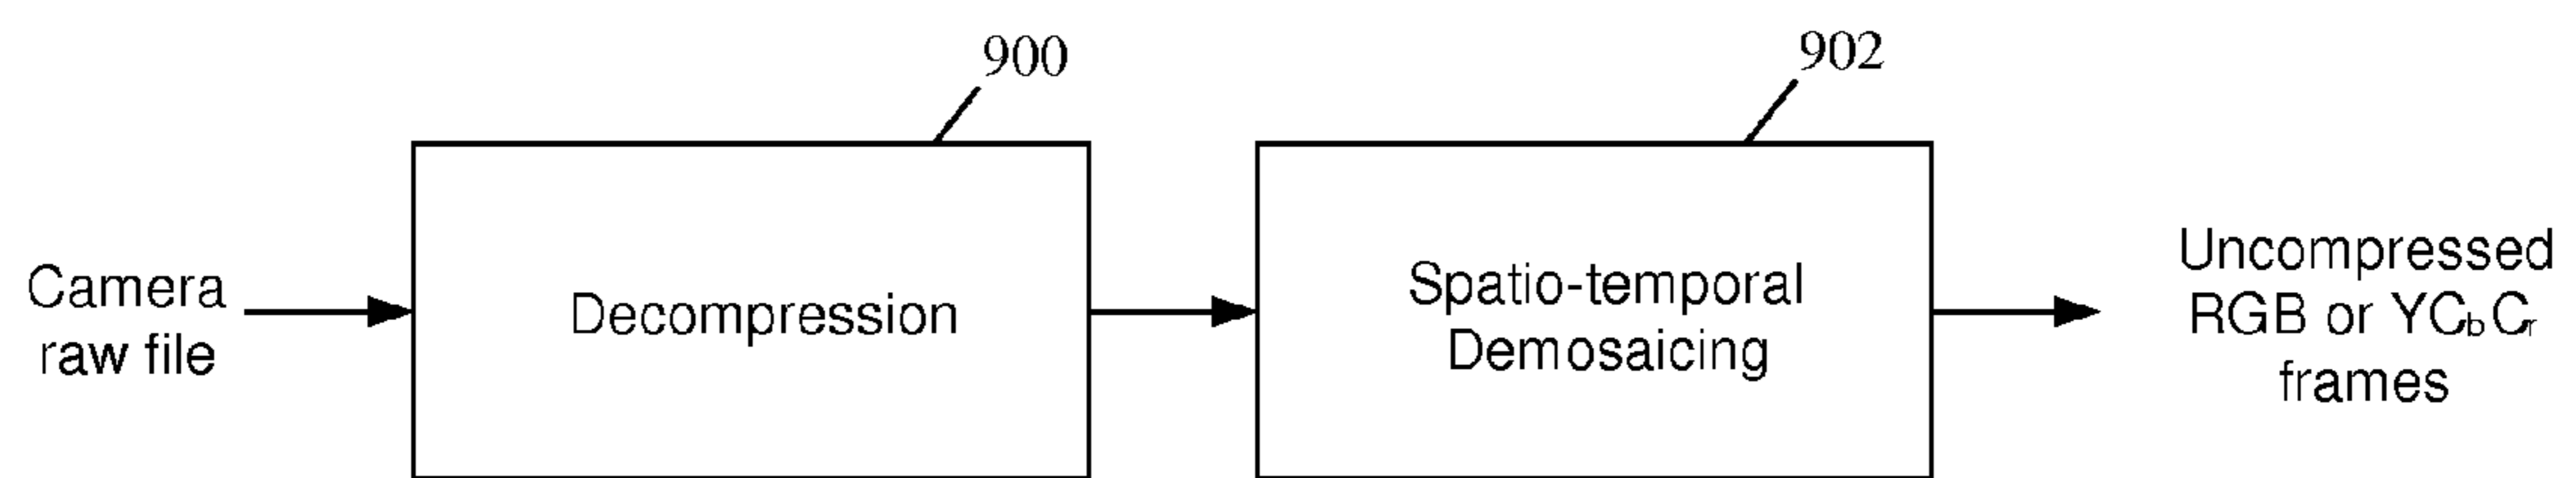 900
902
Camera
raw file
Decompression
Spatio-temporal
Demosaicing
Uncompressed
RGB or YCbCr
frames